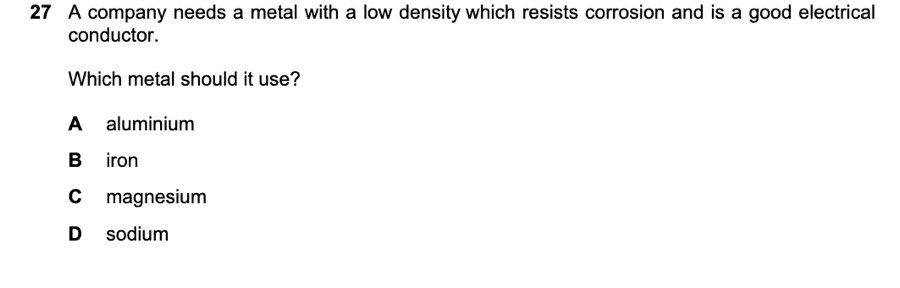 27 A company needs a metal with a low density which resists corrosion and is a good electrical
conductor.
Which metal should it use?
A aluminium
B iron
C magnesium
D sodium